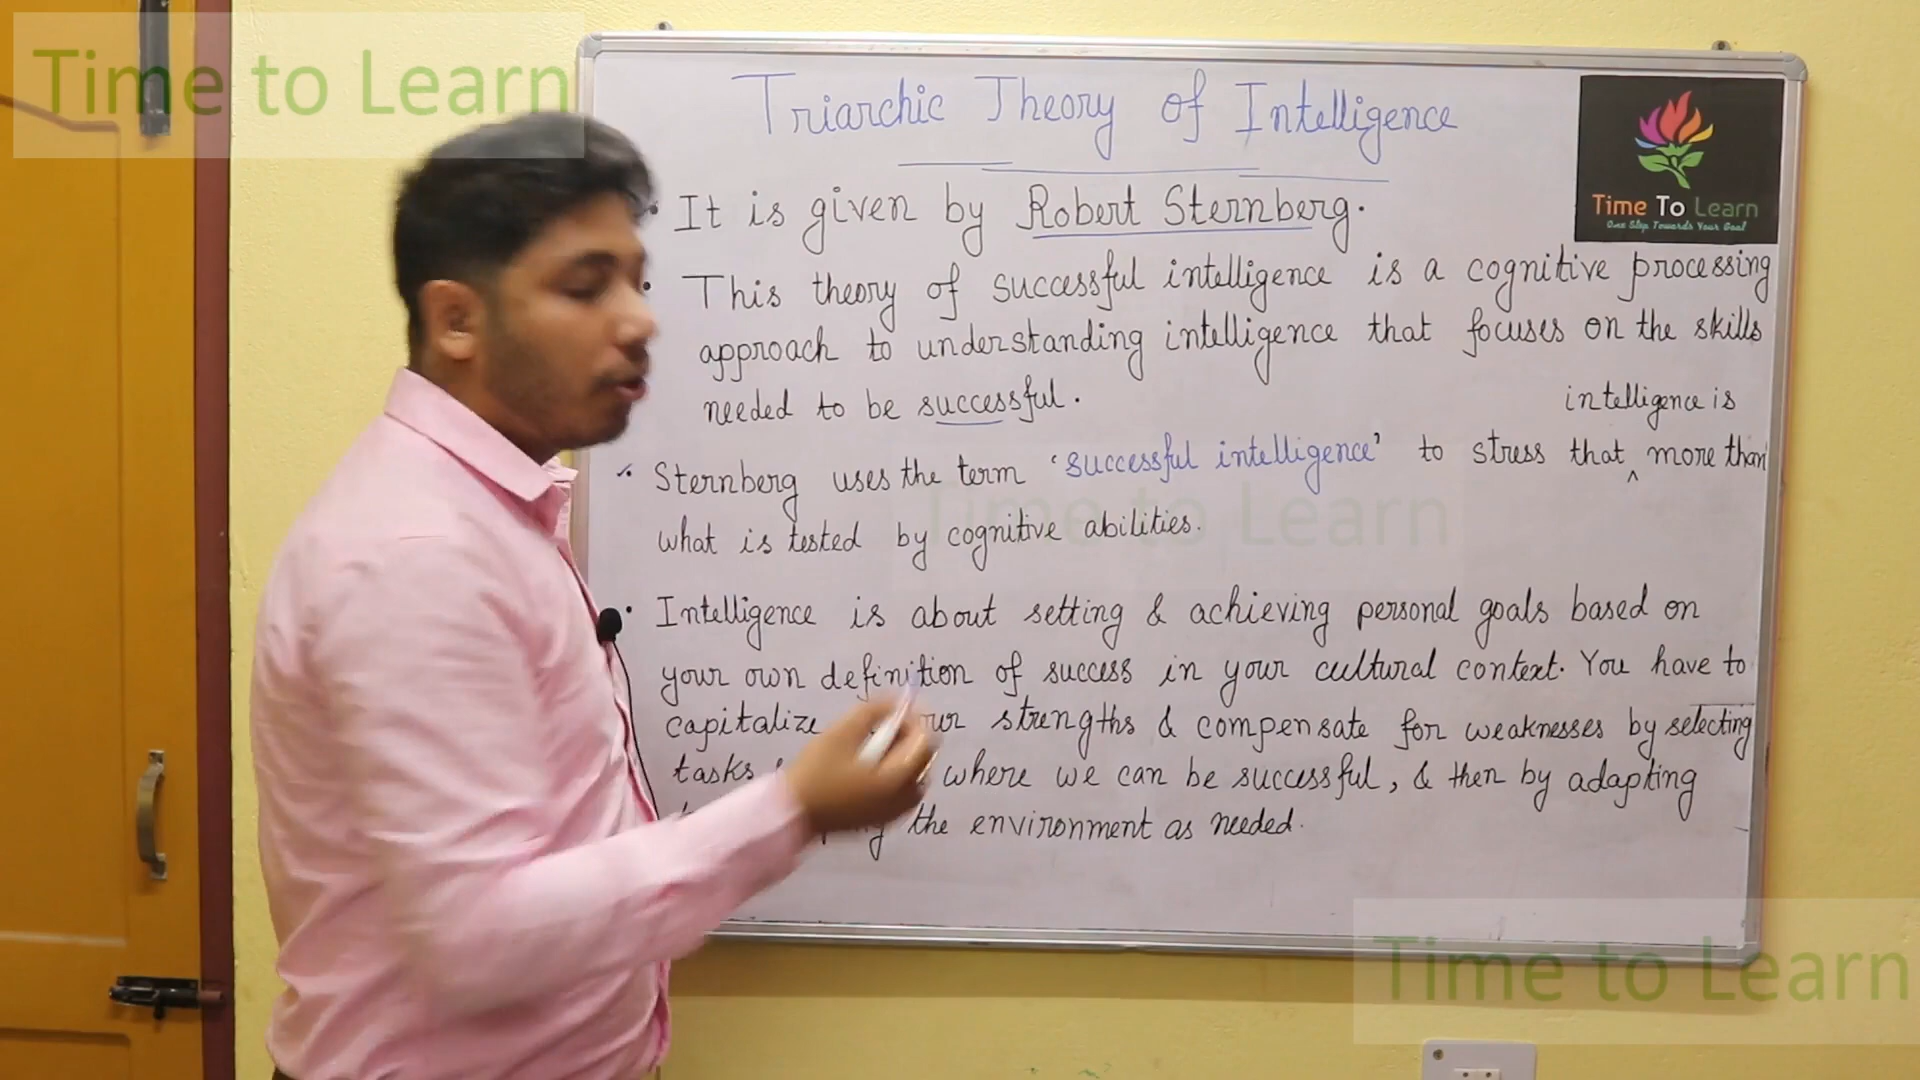 Time to Learn
Triarchic Theory of Intelligence
Time To Learn
One Step Towards Your Goal
• It is given by Robert Sternberg.
• This theory of successful intelligence is a cognitive processing
approach to understanding intelligence that focuses on the skills
needed to be successful.
intelligence is
• Sternberg uses the term 'successful intelligence' to stress that ^ more than
what is tested by cognitive abilities.
Time to Learn
• Intelligence is about setting & achieving personal goals based on
your own definition of success in your cultural context. You have to
capitalize strengths & compensate for weaknesses by selecting
tasks where we can be successful, & then by adapting
the environment as needed.
Time to Learn